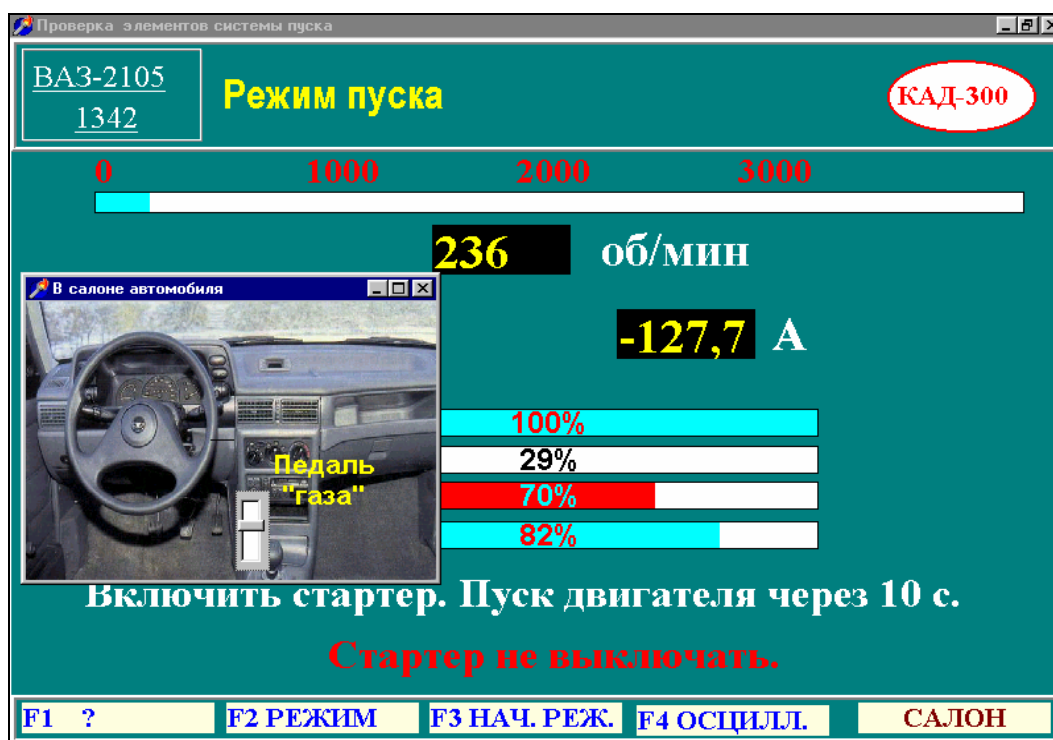 Проверка элементов системы пуска
ВАЗ-2105
1342
Режим пуска
КАД-300
0 1000 2000 3000
236 об/мин
В салоне автомобиля
-127,7 А
100%
29%
Педаль
"газа"
70%
82%
Включить стартер. Пуск двигателя через 10 с.
Стартер не выключать.
F1 ? F2 РЕЖИМ F3 НАЧ. РЕЖ. F4 ОСЦИЛЛ. САЛОН